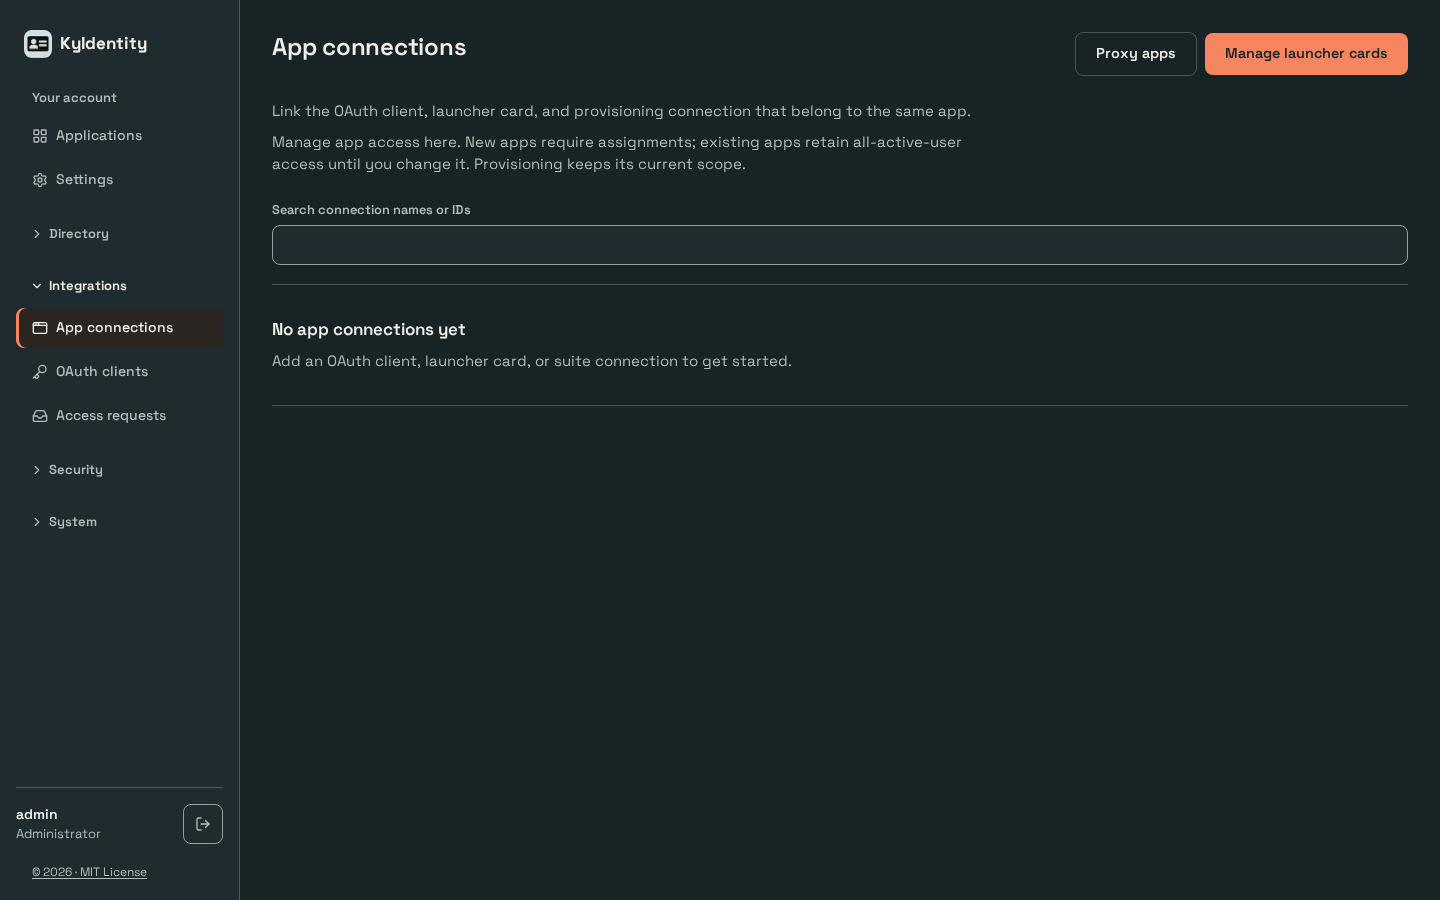 KyIdentity
Your account
Applications
Settings
Directory
Integrations
App connections
OAuth clients
Access requests
Security
System
admin
Administrator
© 2026 · MIT License
App connections
Proxy apps
Manage launcher cards
Link the OAuth client, launcher card, and provisioning connection that belong to the same app.
Manage app access here. New apps require assignments; existing apps retain all-active-user
access until you change it. Provisioning keeps its current scope.
Search connection names or IDs
No app connections yet
Add an OAuth client, launcher card, or suite connection to get started.